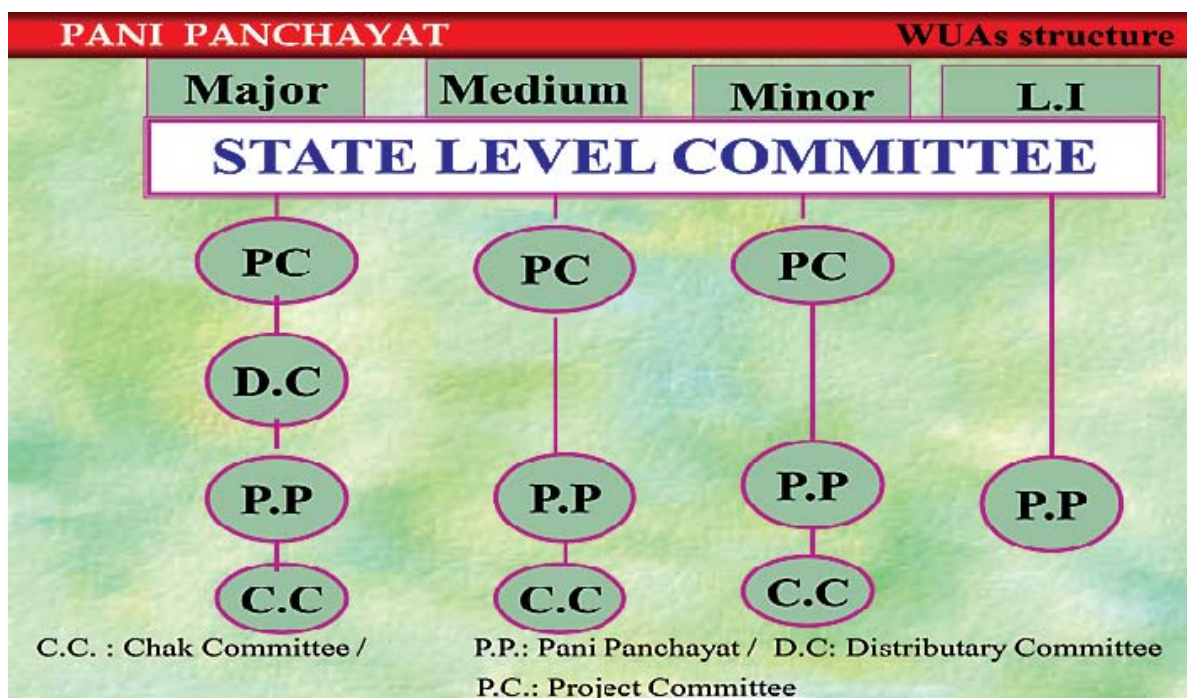 PANI PANCHAYAT WUAs structure
Major Medium Minor L.I
STATE LEVEL COMMITTEE
PC PC PC
D.C
P.P P.P P.P P.P
C.C C.C C.C
C.C. : Chak Committee / P.P.: Pani Panchayat / D.C: Distributary Committee
P.C.: Project Committee